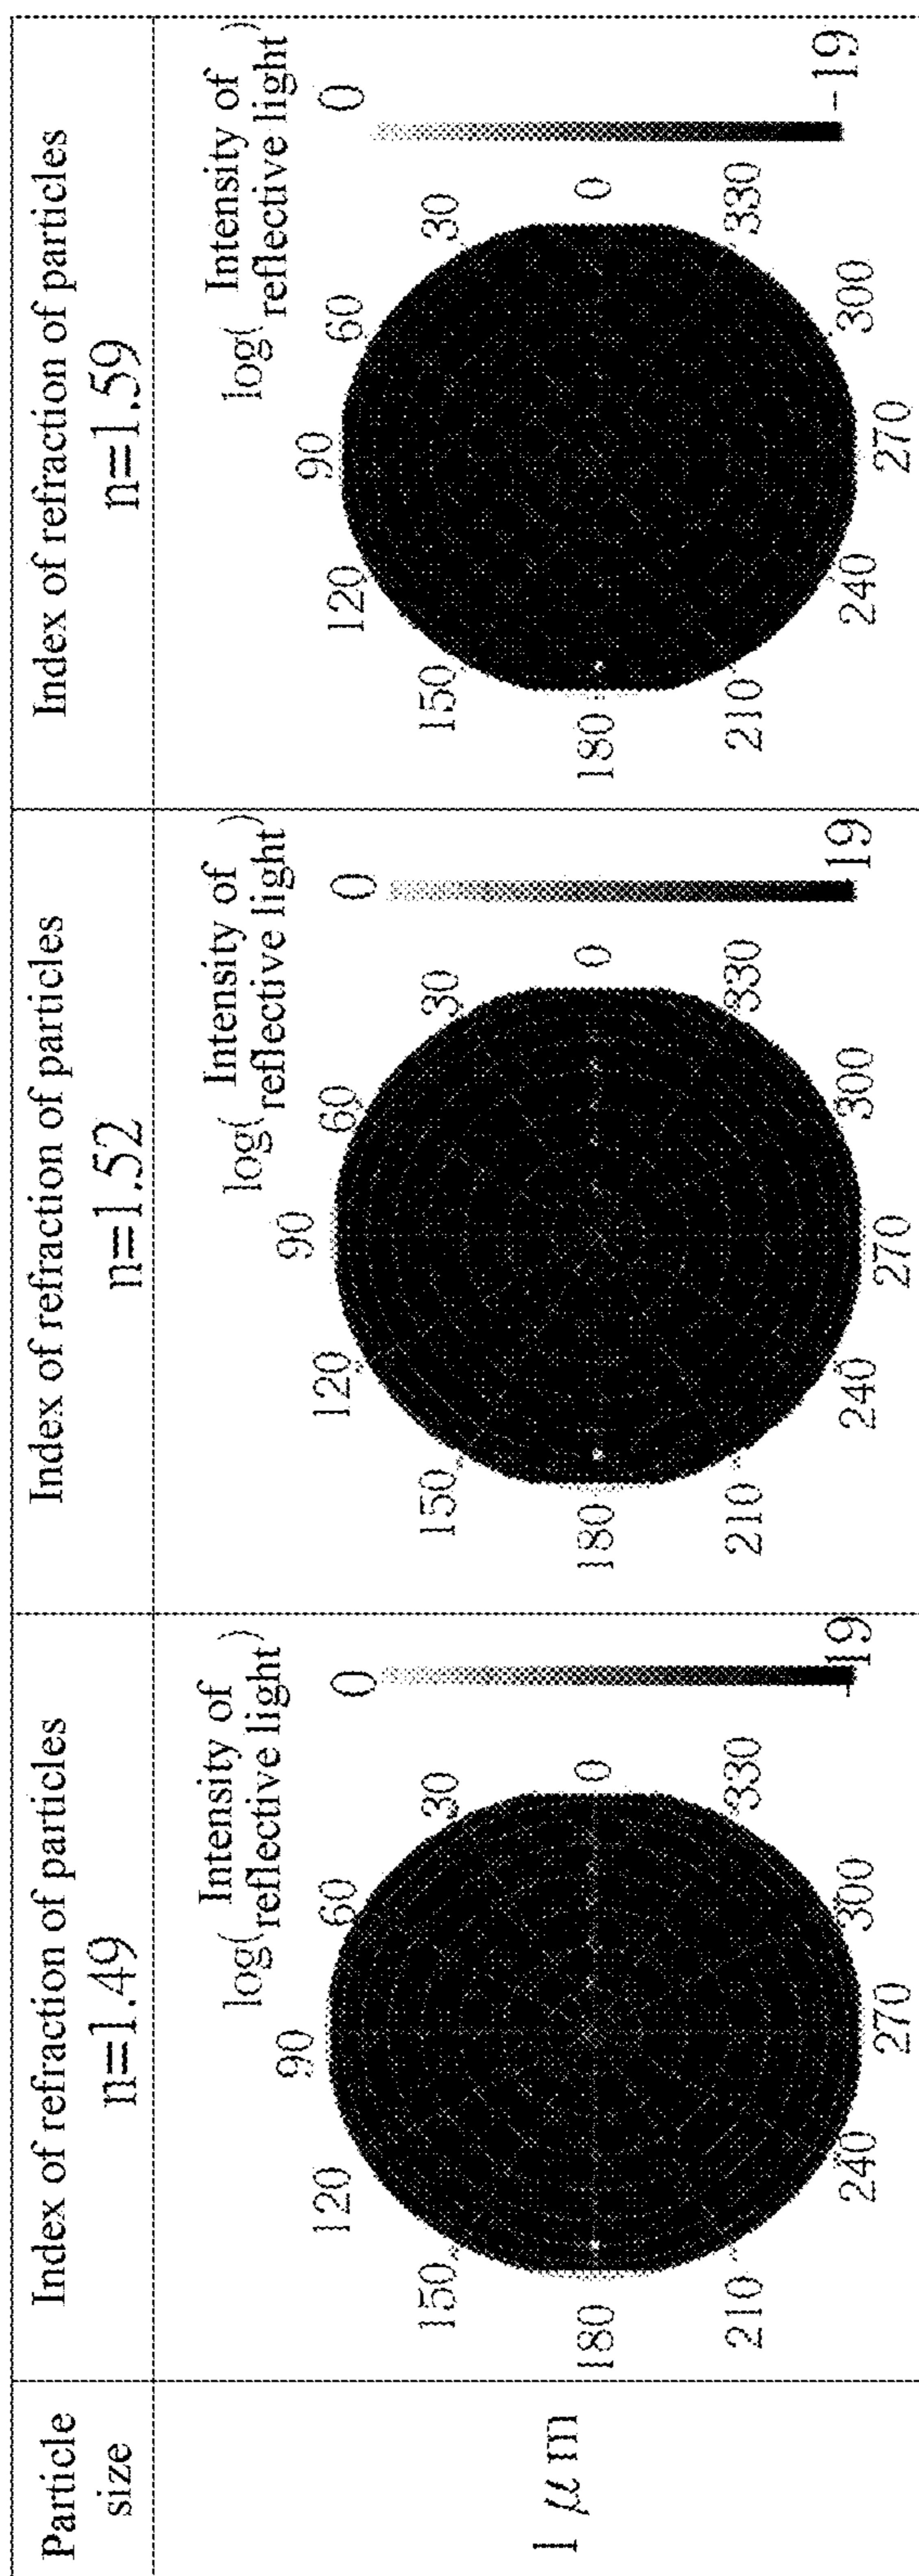 Particle
size
Index of refraction of particles
n=1.49
Index of refraction of particles
n=1.52
Index of refraction of particles
n=1.59
1 μm
log( Intensity of
reflective light )
0
-19
90
60
30
0
330
300
270
240
210
180
150
120
log( Intensity of
reflective light )
0
19
90
60
30
0
330
300
270
240
210
180
150
120
log( Intensity of
reflective light )
0
-19
90
60
30
0
330
300
270
240
210
180
150
120